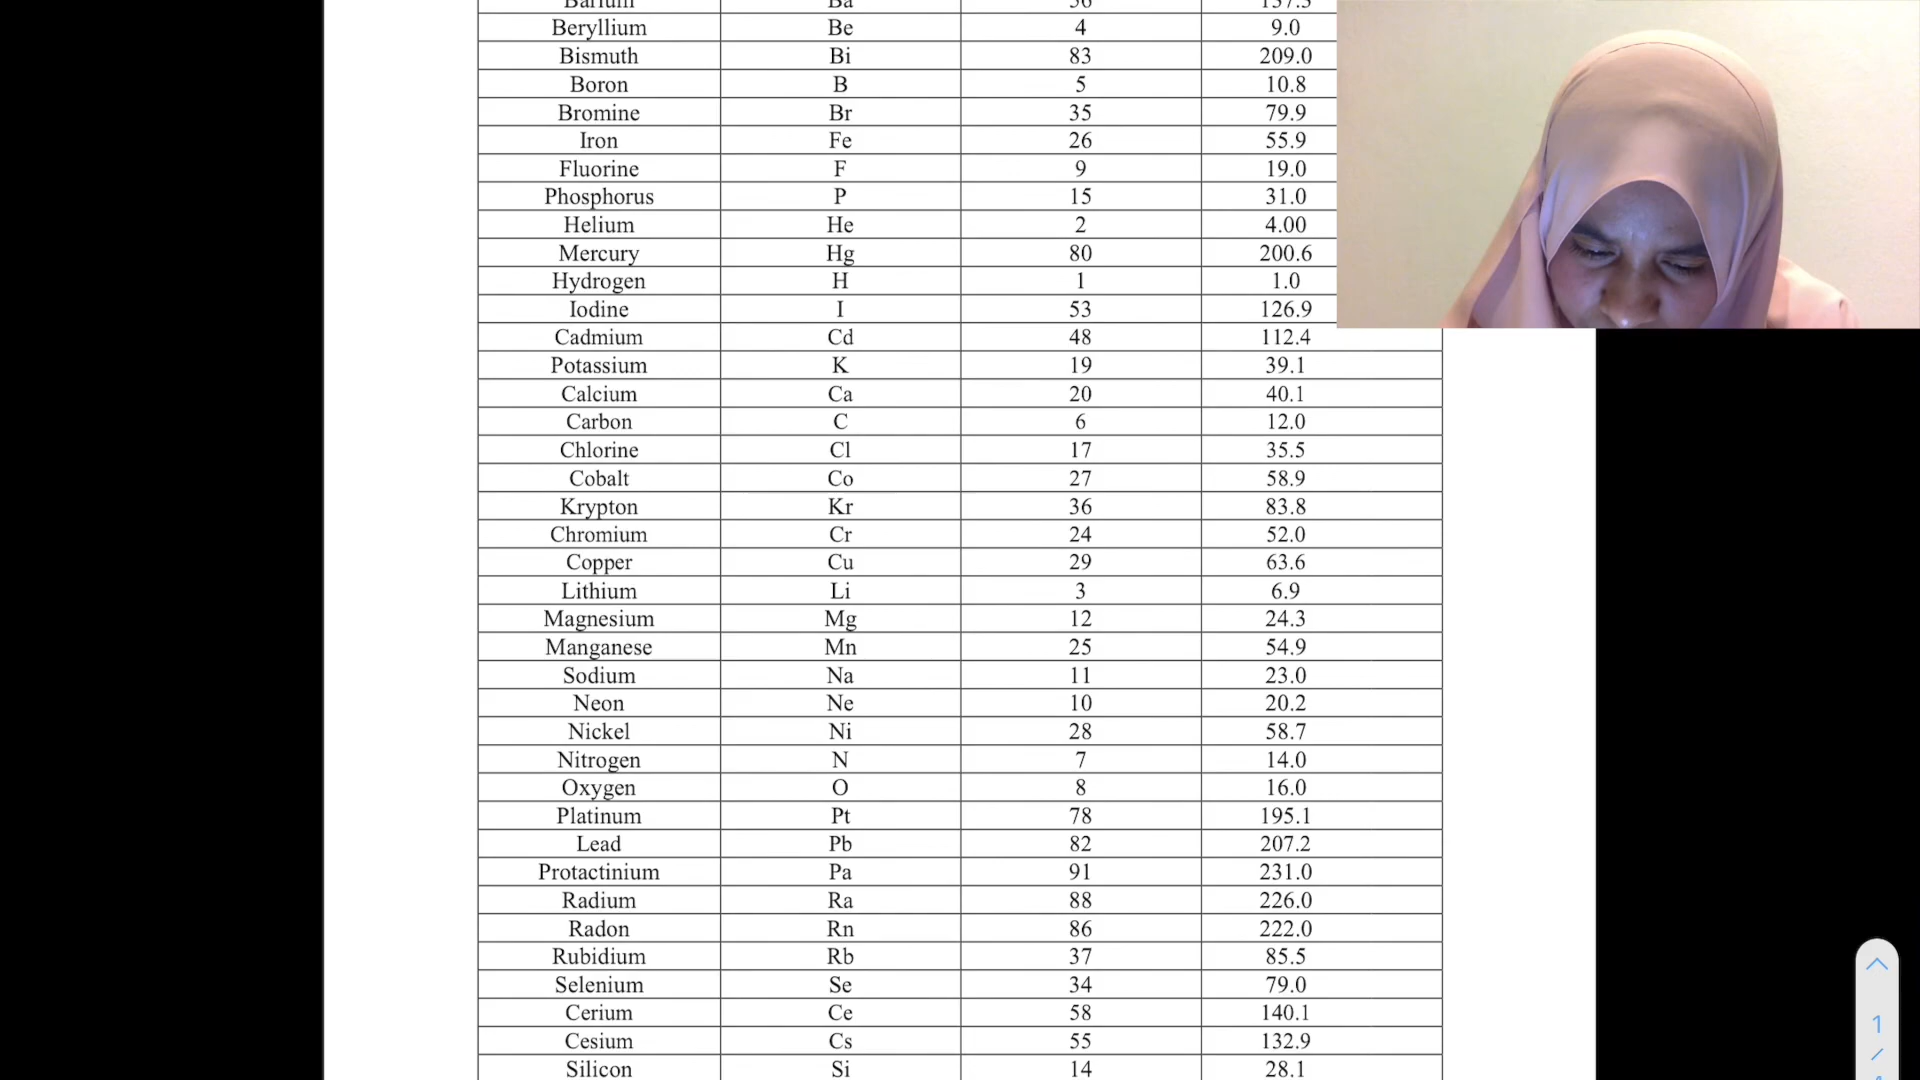 Barium Ba 56 137.3
Beryllium Be 4 9.0
Bismuth Bi 83 209.0
Boron B 5 10.8
Bromine Br 35 79.9
Iron Fe 26 55.9
Fluorine F 9 19.0
Phosphorus P 15 31.0
Helium He 2 4.00
Mercury Hg 80 200.6
Hydrogen H 1 1.0
Iodine I 53 126.9
Cadmium Cd 48 112.4
Potassium K 19 39.1
Calcium Ca 20 40.1
Carbon C 6 12.0
Chlorine Cl 17 35.5
Cobalt Co 27 58.9
Krypton Kr 36 83.8
Chromium Cr 24 52.0
Copper Cu 29 63.6
Lithium Li 3 6.9
Magnesium Mg 12 24.3
Manganese Mn 25 54.9
Sodium Na 11 23.0
Neon Ne 10 20.2
Nickel Ni 28 58.7
Nitrogen N 7 14.0
Oxygen O 8 16.0
Platinum Pt 78 195.1
Lead Pb 82 207.2
Protactinium Pa 91 231.0
Radium Ra 88 226.0
Radon Rn 86 222.0
Rubidium Rb 37 85.5
Selenium Se 34 79.0
Cerium Ce 58 140.1
Cesium Cs 55 132.9
Silicon Si 14 28.1
1
/